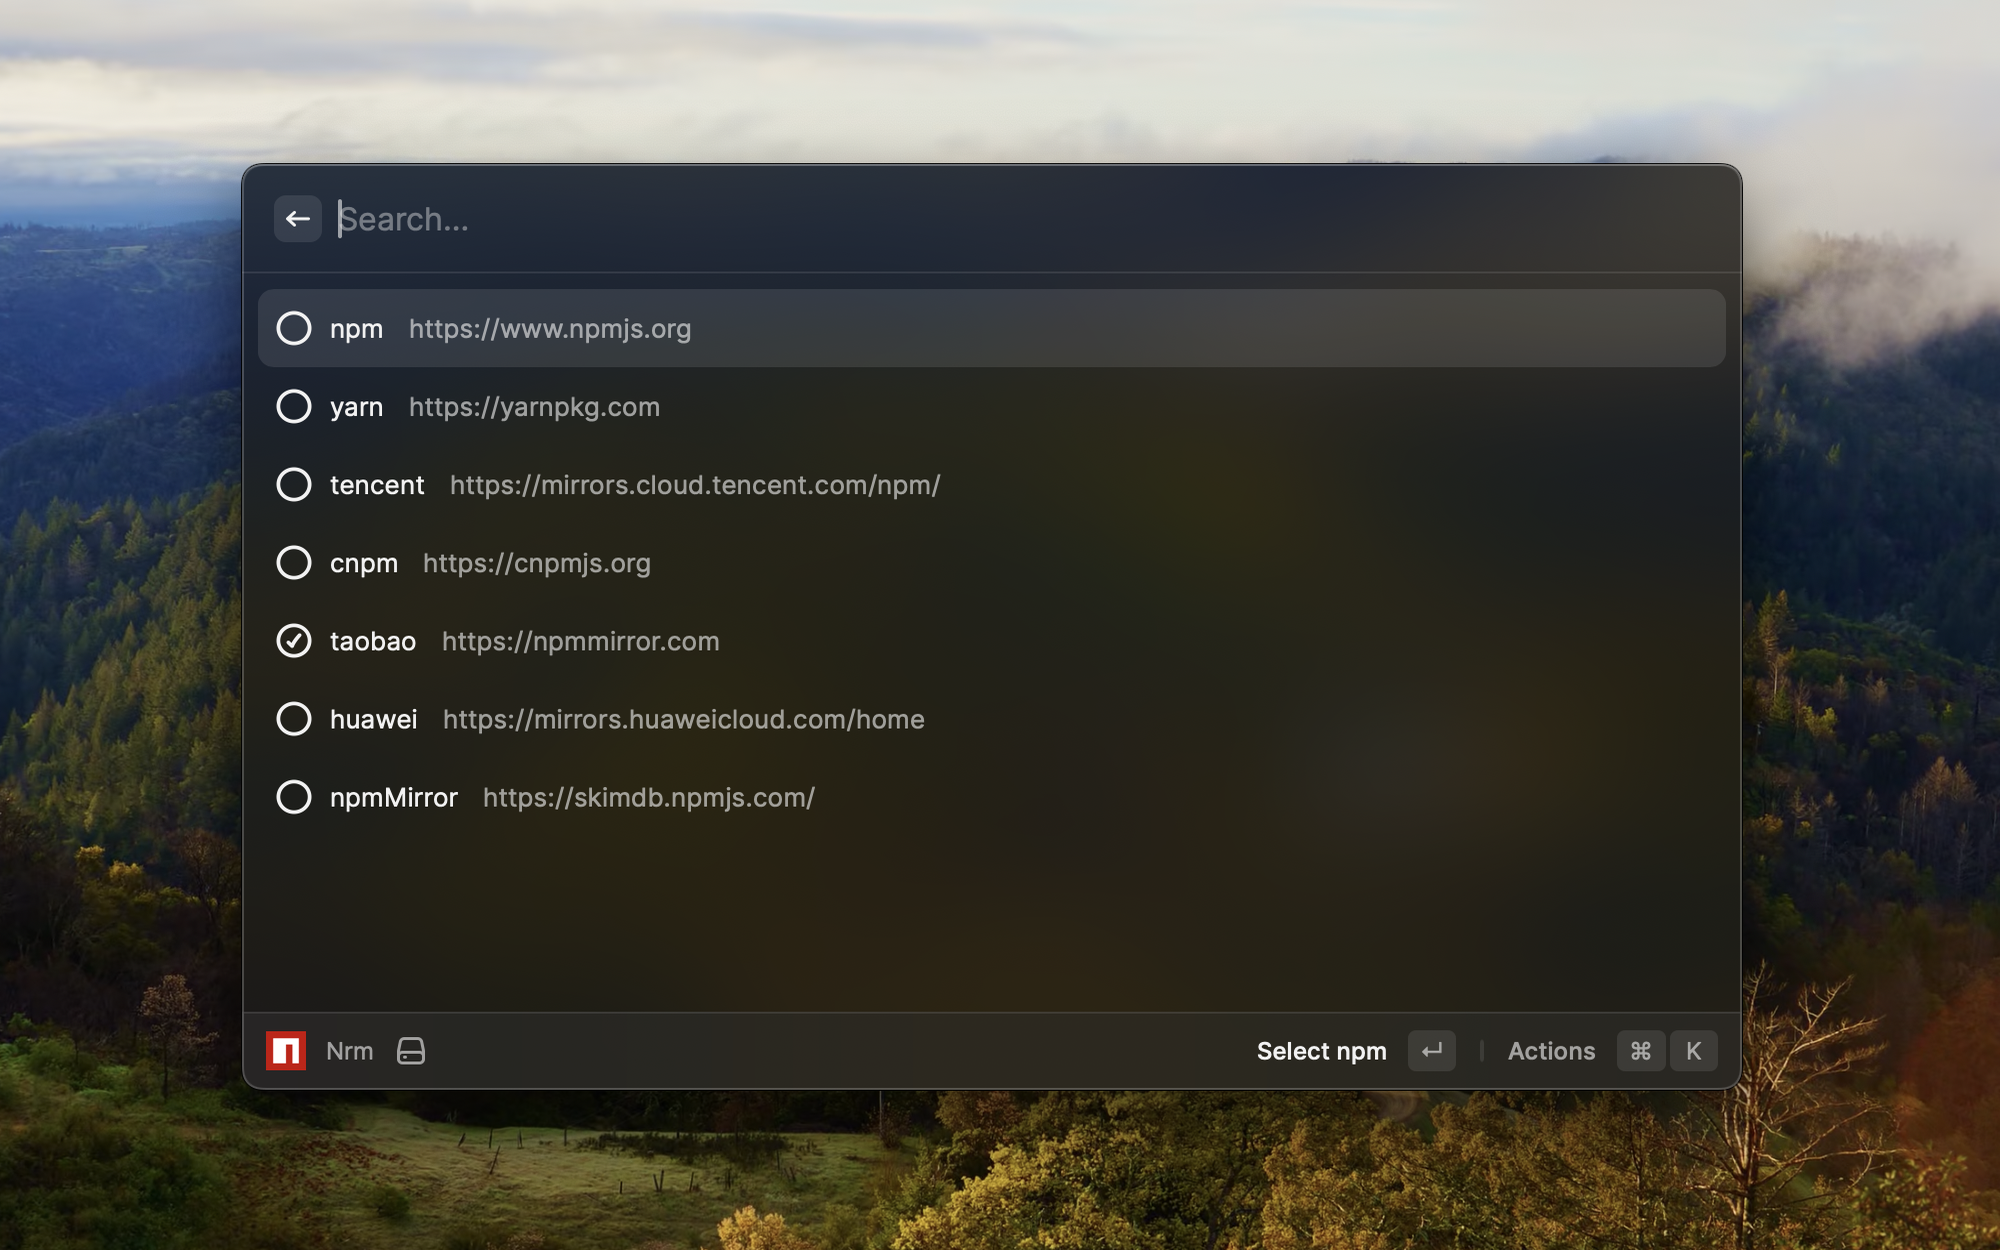 Search...
npm https://www.npmjs.org
yarn https://yarnpkg.com
tencent https://mirrors.cloud.tencent.com/npm/
cnpm https://cnpmjs.org
taobao https://npmmirror.com
huawei https://mirrors.huaweicloud.com/home
npmMirror https://skimdb.npmjs.com/
Nrm Select npm ↵ Actions ⌘ K